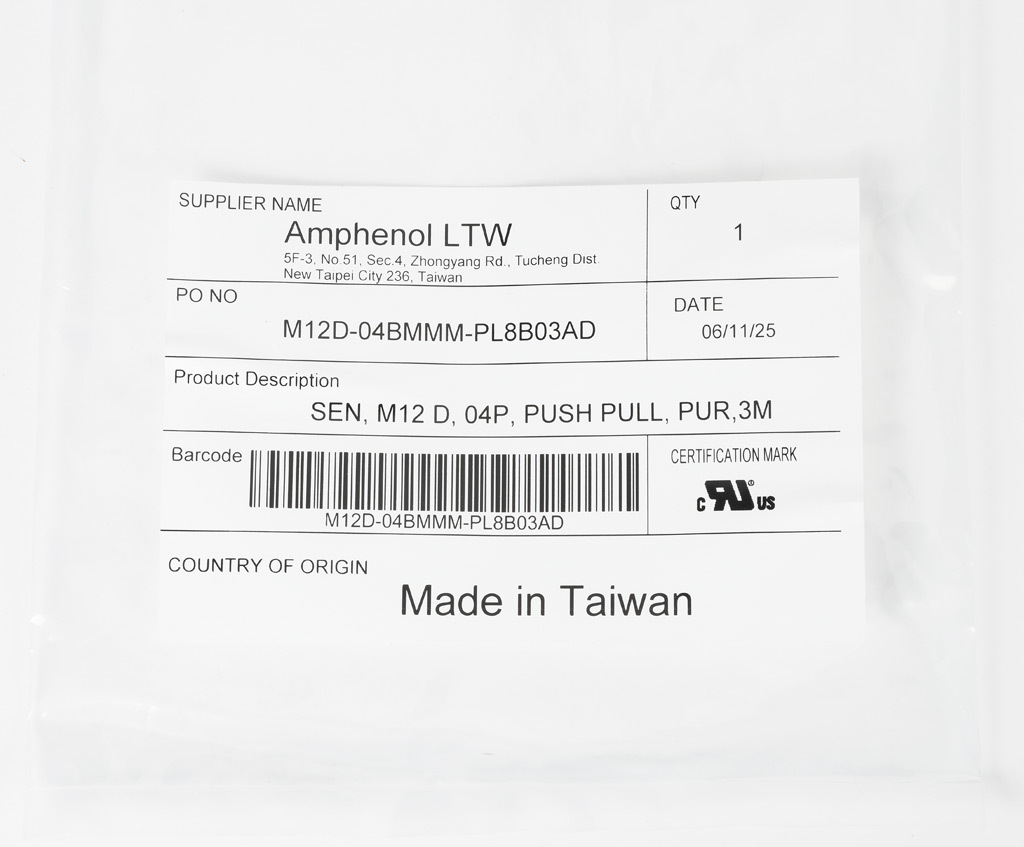 SUPPLIER NAME
Amphenol LTW
5F-3, No.51, Sec.4, Zhongyang Rd., Tucheng Dist.
New Taipei City 236, Taiwan
QTY
1
PO NO
M12D-04BMMM-PL8B03AD
DATE
06/11/25
Product Description
SEN, M12 D, 04P, PUSH PULL, PUR,3M
Barcode
M12D-04BMMM-PL8B03AD
CERTIFICATION MARK
c RU® US
COUNTRY OF ORIGIN
Made in Taiwan